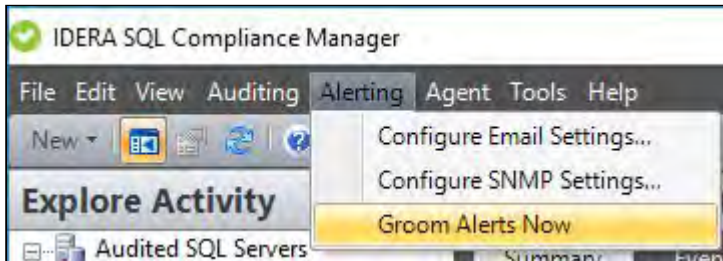 IDERA SQL Compliance Manager
File Edit View Auditing Alerting Agent Tools Help
New
Configure Email Settings...
Configure SNMP Settings...
Explore Activity
Groom Alerts Now
Audited SQL Servers
Summary